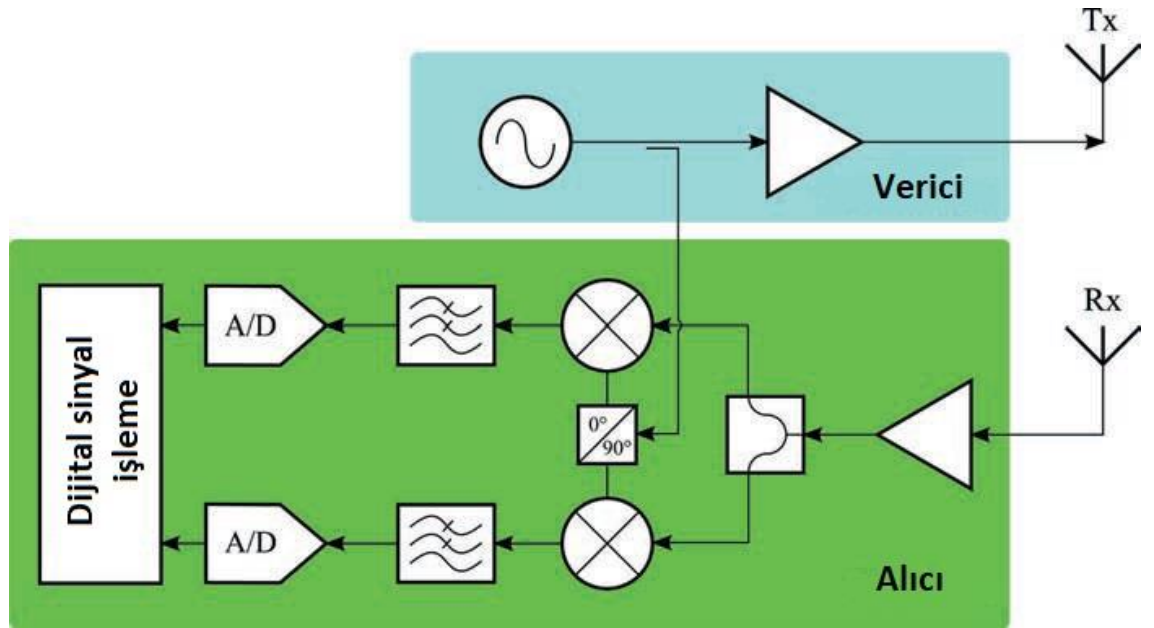 Tx
Verici
Rx
A/D
0°
90°
Dijital sinyal
işleme
A/D
Alıcı